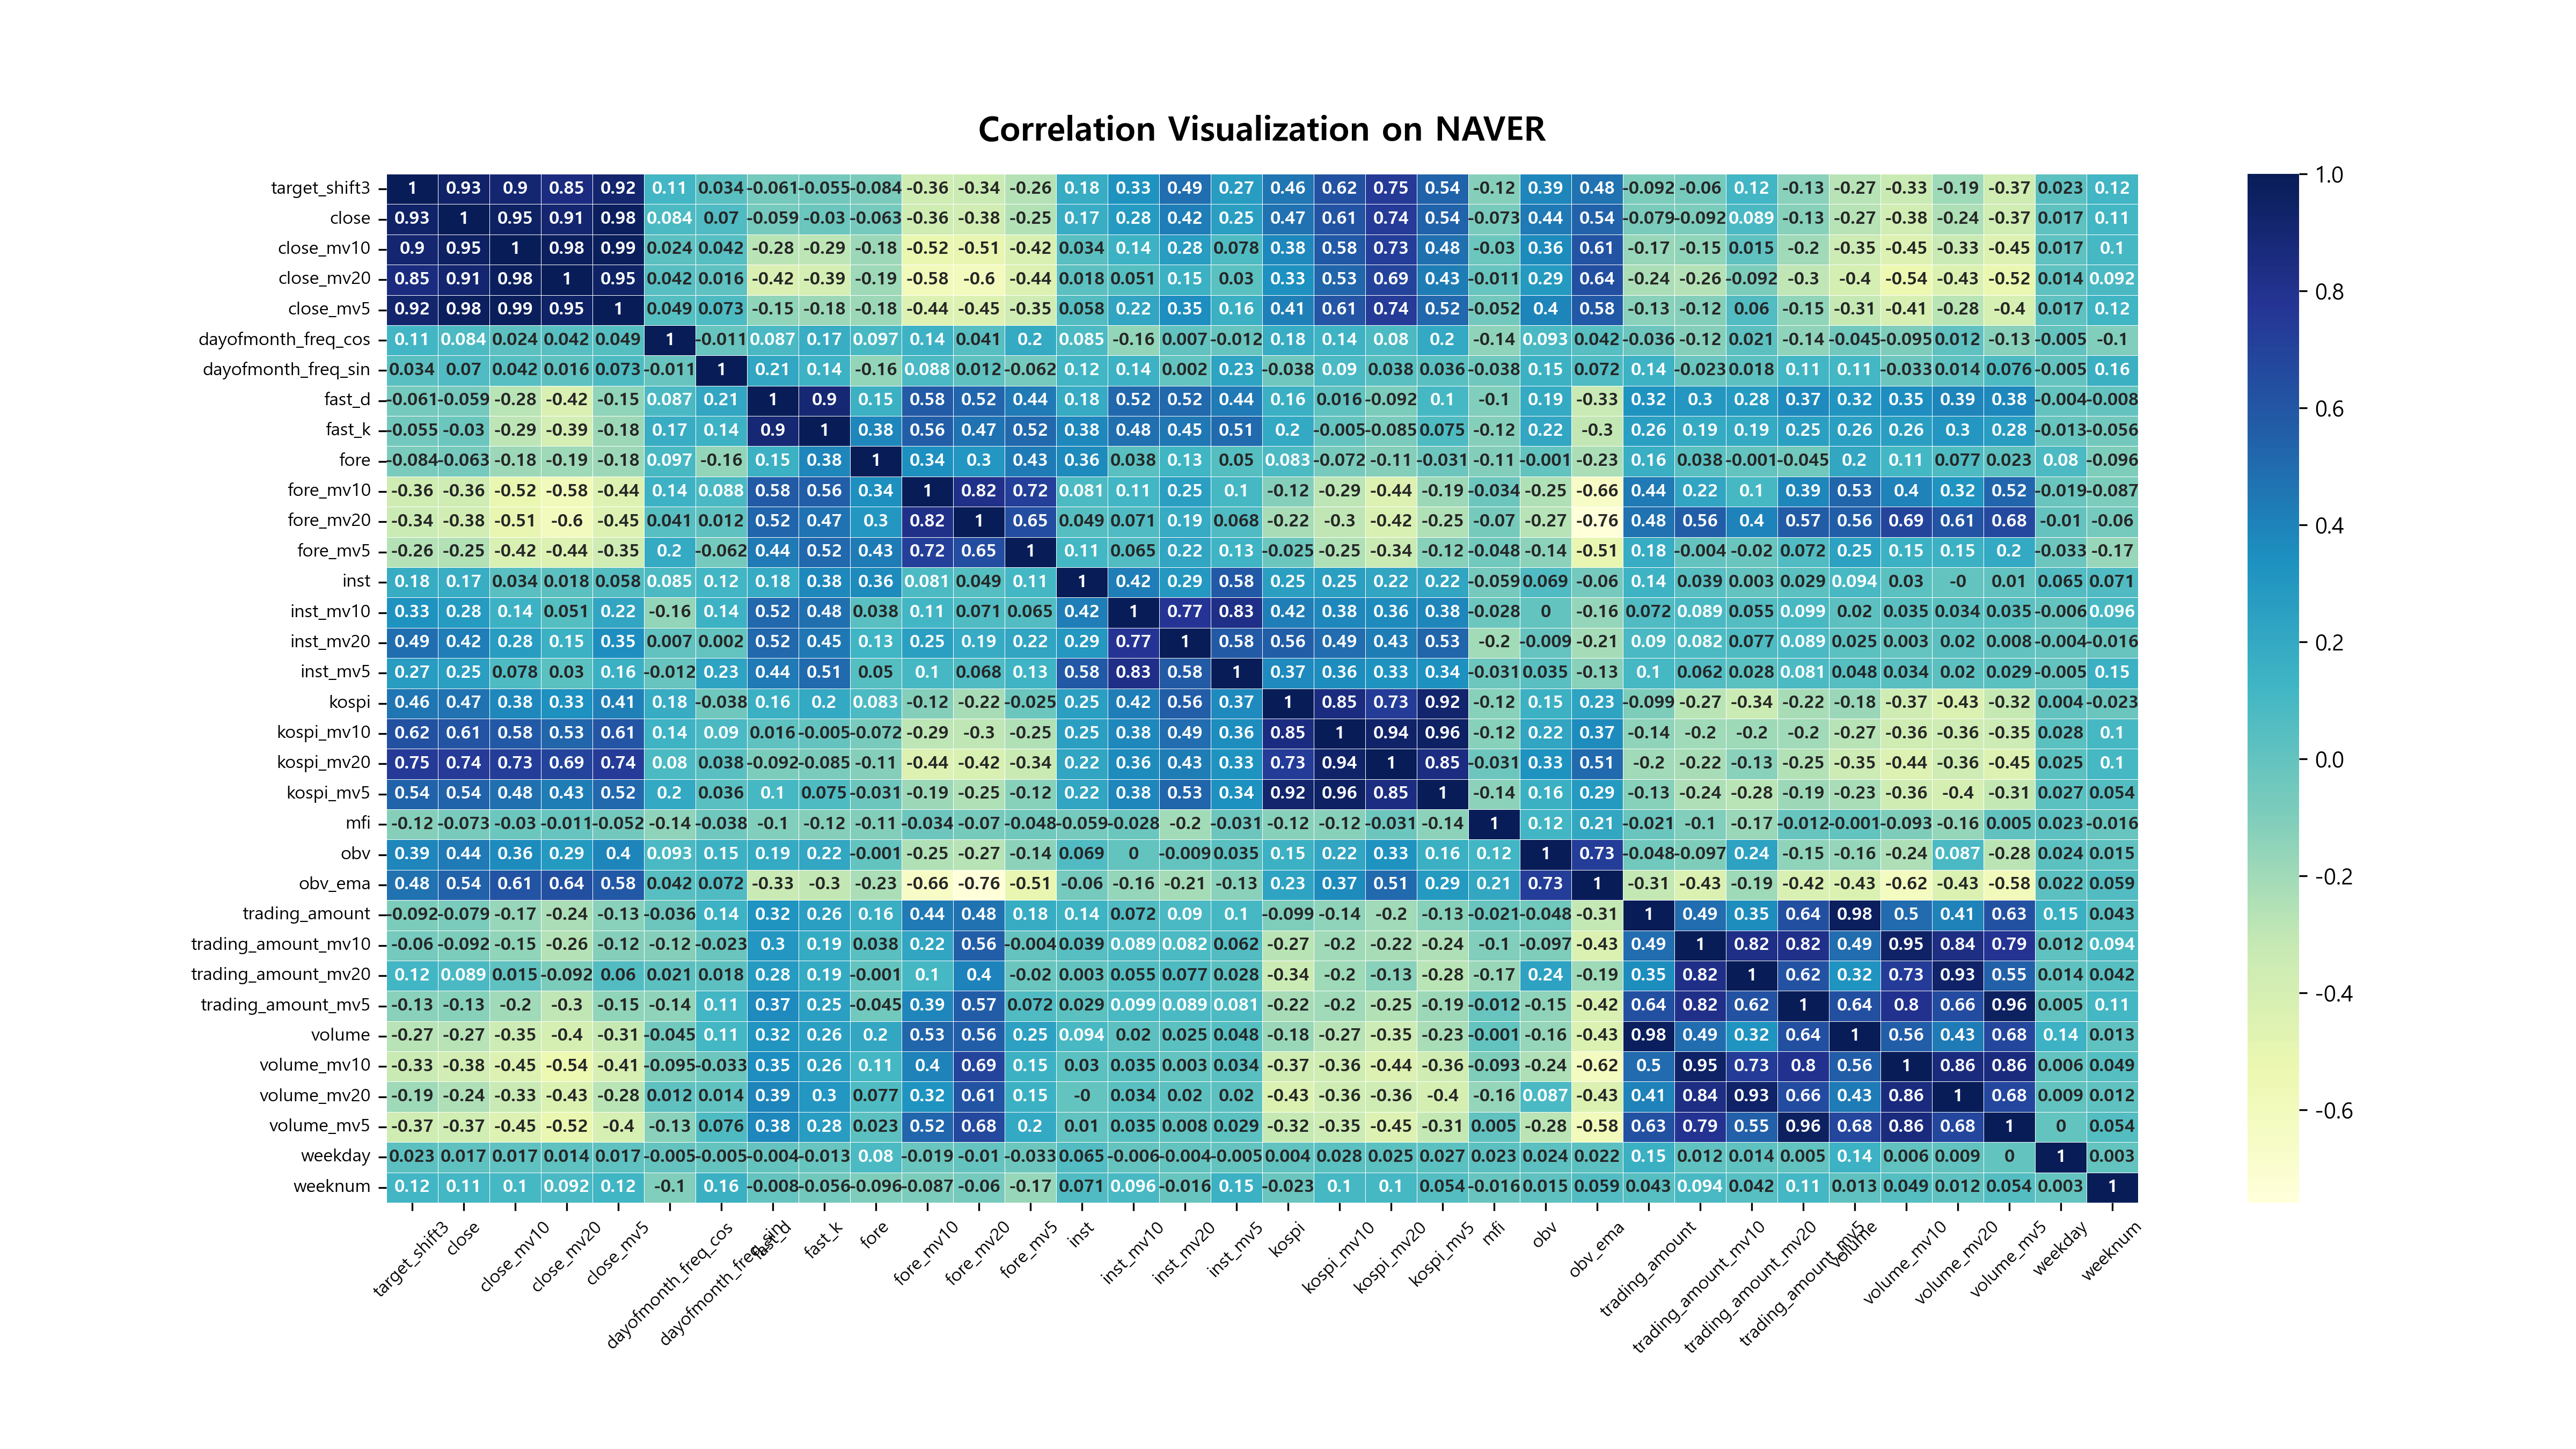 Correlation Visualization on NAVER
target_shift3 1 0.93 0.9 0.85 0.92 0.11 0.034 -0.061 -0.055 -0.084 -0.36 -0.34 -0.26 0.18 0.33 0.49 0.27 0.46 0.62 0.75 0.54 -0.12 0.39 0.48 -0.092 -0.06 0.12 -0.13 -0.27 -0.33 -0.19 -0.37 0.023 0.12 1.0
close 0.93 1 0.95 0.91 0.98 0.084 0.07 -0.059 -0.03 -0.063 -0.36 -0.38 -0.25 0.17 0.28 0.42 0.25 0.47 0.61 0.74 0.54 -0.073 0.44 0.54 -0.079 -0.092 0.089 -0.13 -0.27 -0.38 -0.24 -0.37 0.017 0.11
close_mv10 0.9 0.95 1 0.98 0.99 0.024 0.042 -0.28 -0.29 -0.18 -0.52 -0.51 -0.42 0.034 0.14 0.28 0.078 0.38 0.58 0.73 0.48 -0.03 0.36 0.61 -0.17 -0.15 0.015 -0.2 -0.35 -0.45 -0.33 -0.45 0.017 0.1
close_mv20 0.85 0.91 0.98 1 0.95 0.042 0.016 -0.42 -0.39 -0.19 -0.58 -0.6 -0.44 0.018 0.051 0.15 0.03 0.33 0.53 0.69 0.43 -0.011 0.29 0.64 -0.24 -0.26 -0.092 -0.3 -0.4 -0.54 -0.43 -0.52 0.014 0.092
0.8
close_mv5 0.92 0.98 0.99 0.95 1 0.049 0.073 -0.15 -0.18 -0.18 -0.44 -0.45 -0.35 0.058 0.22 0.35 0.16 0.41 0.61 0.74 0.52 -0.052 0.4 0.58 -0.13 -0.12 0.06 -0.15 -0.31 -0.41 -0.28 -0.4 0.017 0.12
dayofmonth_freq_cos 0.11 0.084 0.024 0.042 0.049 1 -0.011 0.087 0.17 0.097 0.14 0.041 0.2 0.085 -0.16 0.007 -0.012 0.18 0.14 0.08 0.2 -0.14 0.093 0.042 -0.036 -0.12 0.021 -0.14 -0.045 -0.095 0.012 -0.13 -0.005 -0.1
dayofmonth_freq_sin 0.034 0.07 0.042 0.016 0.073 -0.011 1 0.21 0.14 -0.16 0.088 0.012 -0.062 0.12 0.14 0.002 0.23 -0.038 0.09 0.038 0.036 -0.038 0.15 0.072 0.14 -0.023 0.018 0.11 0.11 -0.033 0.014 0.076 -0.005 0.16
fast_d -0.061 -0.059 -0.28 -0.42 -0.15 0.087 0.21 1 0.9 0.15 0.58 0.52 0.44 0.18 0.52 0.52 0.44 0.16 0.016 -0.092 0.1 -0.1 0.19 -0.33 0.32 0.3 0.28 0.37 0.32 0.35 0.39 0.38 -0.004 -0.008
0.6
fast_k -0.055 -0.03 -0.29 -0.39 -0.18 0.17 0.14 0.9 1 0.38 0.56 0.47 0.52 0.38 0.48 0.45 0.51 0.2 -0.005 -0.085 0.075 -0.12 0.22 -0.3 0.26 0.19 0.19 0.25 0.26 0.26 0.3 0.28 -0.013 -0.056
fore -0.084 -0.063 -0.18 -0.19 -0.18 0.097 -0.16 0.15 0.38 1 0.34 0.3 0.43 0.36 0.038 0.13 0.05 0.083 -0.072 -0.11 -0.031 -0.11 -0.001 -0.23 0.16 0.038 -0.001 -0.045 0.2 0.11 0.077 0.023 0.08 -0.096
fore_mv10 -0.36 -0.36 -0.52 -0.58 -0.44 0.14 0.088 0.58 0.56 0.34 1 0.82 0.72 0.081 0.11 0.25 0.1 -0.12 -0.29 -0.44 -0.19 -0.034 -0.25 -0.66 0.44 0.22 0.1 0.39 0.53 0.4 0.32 0.52 -0.019 -0.087
fore_mv20 -0.34 -0.38 -0.51 -0.6 -0.45 0.041 0.012 0.52 0.47 0.3 0.82 1 0.65 0.049 0.071 0.19 0.068 -0.22 -0.3 -0.42 -0.25 -0.07 -0.27 -0.76 0.48 0.56 0.4 0.57 0.56 0.69 0.61 0.68 -0.01 -0.06
0.4
fore_mv5 -0.26 -0.25 -0.42 -0.44 -0.35 0.2 -0.062 0.44 0.52 0.43 0.72 0.65 1 0.11 0.065 0.22 0.13 -0.025 -0.25 -0.34 -0.12 -0.048 -0.14 -0.51 0.18 -0.004 -0.02 0.072 0.25 0.15 0.15 0.2 -0.033 -0.17
inst 0.18 0.17 0.034 0.018 0.058 0.085 0.12 0.18 0.38 0.36 0.081 0.049 0.11 1 0.42 0.29 0.58 0.25 0.25 0.22 0.22 -0.059 0.069 -0.06 0.14 0.039 0.003 0.029 0.094 0.03 -0 0.01 0.065 0.071
inst_mv10 0.33 0.28 0.14 0.051 0.22 -0.16 0.14 0.52 0.48 0.038 0.11 0.071 0.065 0.42 1 0.77 0.83 0.42 0.38 0.36 0.38 -0.028 0 -0.16 0.072 0.089 0.055 0.099 0.02 0.035 0.034 0.035 -0.006 0.096
inst_mv20 0.49 0.42 0.28 0.15 0.35 0.007 0.002 0.52 0.45 0.13 0.25 0.19 0.22 0.29 0.77 1 0.58 0.56 0.49 0.43 0.53 -0.2 -0.009 -0.21 0.09 0.082 0.077 0.089 0.025 0.003 0.02 0.008 -0.004 -0.016 0.2
inst_mv5 0.27 0.25 0.078 0.03 0.16 -0.012 0.23 0.44 0.51 0.05 0.1 0.068 0.13 0.58 0.83 0.58 1 0.37 0.36 0.33 0.34 -0.031 0.035 -0.13 0.1 0.062 0.028 0.081 0.048 0.034 0.02 0.029 -0.005 0.15
kospi 0.46 0.47 0.38 0.33 0.41 0.18 -0.038 0.16 0.2 0.083 -0.12 -0.22 -0.025 0.25 0.42 0.56 0.37 1 0.85 0.73 0.92 -0.12 0.15 0.23 -0.099 -0.27 -0.34 -0.22 -0.18 -0.37 -0.43 -0.32 0.004 -0.023
kospi_mv10 0.62 0.61 0.58 0.53 0.61 0.14 0.09 0.016 -0.005 -0.072 -0.29 -0.3 -0.25 0.25 0.38 0.49 0.36 0.85 1 0.94 0.96 -0.12 0.22 0.37 -0.14 -0.2 -0.2 -0.2 -0.27 -0.36 -0.36 -0.35 0.028 0.1
kospi_mv20 0.75 0.74 0.73 0.69 0.74 0.08 0.038 -0.092 -0.085 -0.11 -0.44 -0.42 -0.34 0.22 0.36 0.43 0.33 0.73 0.94 1 0.85 -0.031 0.33 0.51 -0.2 -0.22 -0.13 -0.25 -0.35 -0.44 -0.36 -0.45 0.025 0.1 0.0
kospi_mv5 0.54 0.54 0.48 0.43 0.52 0.2 0.036 0.1 0.075 -0.031 -0.19 -0.25 -0.12 0.22 0.38 0.53 0.34 0.92 0.96 0.85 1 -0.14 0.16 0.29 -0.13 -0.24 -0.28 -0.19 -0.23 -0.36 -0.4 -0.31 0.027 0.054
mfi -0.12 -0.073 -0.03 -0.011 -0.052 -0.14 -0.038 -0.1 -0.12 -0.11 -0.034 -0.07 -0.048 -0.059 -0.028 -0.2 -0.031 -0.12 -0.12 -0.031 -0.14 1 0.12 0.21 -0.021 -0.1 -0.17 -0.012 -0.001 -0.093 -0.16 0.005 0.023 -0.016
obv 0.39 0.44 0.36 0.29 0.4 0.093 0.15 0.19 0.22 -0.001 -0.25 -0.27 -0.14 0.069 0 -0.009 0.035 0.15 0.22 0.33 0.16 0.12 1 0.73 -0.048 -0.097 0.24 -0.15 -0.16 -0.24 0.087 -0.28 0.024 0.015
-0.2
obv_ema 0.48 0.54 0.61 0.64 0.58 0.042 0.072 -0.33 -0.3 -0.23 -0.66 -0.76 -0.51 -0.06 -0.16 -0.21 -0.13 0.23 0.37 0.51 0.29 0.21 0.73 1 -0.31 -0.43 -0.19 -0.42 -0.43 -0.62 -0.43 -0.58 0.022 0.059
trading_amount -0.092 -0.079 -0.17 -0.24 -0.13 -0.036 0.14 0.32 0.26 0.16 0.44 0.48 0.18 0.14 0.072 0.09 0.1 -0.099 -0.14 -0.2 -0.13 -0.021 -0.048 -0.31 1 0.49 0.35 0.64 0.98 0.5 0.41 0.63 0.15 0.043
trading_amount_mv10 -0.06 -0.092 -0.15 -0.26 -0.12 -0.12 -0.023 0.3 0.19 0.038 0.22 0.56 -0.004 0.039 0.089 0.082 0.062 -0.27 -0.2 -0.22 -0.24 -0.1 -0.097 -0.43 0.49 1 0.82 0.82 0.49 0.95 0.84 0.79 0.012 0.094
trading_amount_mv20 0.12 0.089 0.015 -0.092 0.06 0.021 0.018 0.28 0.19 -0.001 0.1 0.4 -0.02 0.003 0.055 0.077 0.028 -0.34 -0.2 -0.13 -0.28 -0.17 0.24 -0.19 0.35 0.82 1 0.62 0.32 0.73 0.93 0.55 0.014 0.042
-0.4
trading_amount_mv5 -0.13 -0.13 -0.2 -0.3 -0.15 -0.14 0.11 0.37 0.25 -0.045 0.39 0.57 0.072 0.029 0.099 0.089 0.081 -0.22 -0.2 -0.25 -0.19 -0.012 -0.15 -0.42 0.64 0.82 0.62 1 0.64 0.8 0.66 0.96 0.005 0.11
volume -0.27 -0.27 -0.35 -0.4 -0.31 -0.045 0.11 0.32 0.26 0.2 0.53 0.56 0.25 0.094 0.02 0.025 0.048 -0.18 -0.27 -0.35 -0.23 -0.001 -0.16 -0.43 0.98 0.49 0.32 0.64 1 0.56 0.43 0.68 0.14 0.013
volume_mv10 -0.33 -0.38 -0.45 -0.54 -0.41 -0.095 -0.033 0.35 0.26 0.11 0.4 0.69 0.15 0.03 0.035 0.003 0.034 -0.37 -0.36 -0.44 -0.36 -0.093 -0.24 -0.62 0.5 0.95 0.73 0.8 0.56 1 0.86 0.86 0.006 0.049
volume_mv20 -0.19 -0.24 -0.33 -0.43 -0.28 0.012 0.014 0.39 0.3 0.077 0.32 0.61 0.15 -0 0.034 0.02 0.02 -0.43 -0.36 -0.36 -0.4 -0.16 0.087 -0.43 0.41 0.84 0.93 0.66 0.43 0.86 1 0.68 0.009 0.012
-0.6
volume_mv5 -0.37 -0.37 -0.45 -0.52 -0.4 -0.13 0.076 0.38 0.28 0.023 0.52 0.68 0.2 0.01 0.035 0.008 0.029 -0.32 -0.35 -0.45 -0.31 0.005 -0.28 -0.58 0.63 0.79 0.55 0.96 0.68 0.86 0.68 1 0 0.054
weekday 0.023 0.017 0.017 0.014 0.017 -0.005 -0.005 -0.004 -0.013 0.08 -0.019 -0.01 -0.033 0.065 -0.006 -0.004 -0.005 0.004 0.028 0.025 0.027 0.023 0.024 0.022 0.15 0.012 0.014 0.005 0.14 0.006 0.009 0 1 0.003
weeknum 0.12 0.11 0.1 0.092 0.12 -0.1 0.16 -0.008 -0.056 -0.096 -0.087 -0.06 -0.17 0.071 0.096 -0.016 0.15 -0.023 0.1 0.1 0.054 -0.016 0.015 0.059 0.043 0.094 0.042 0.11 0.013 0.049 0.012 0.054 0.003 1
target_shift3 close close_mv10 close_mv20 close_mv5 dayofmonth_freq_cos dayofmonth_freq_sin fast_d fast_k fore fore_mv10 fore_mv20 fore_mv5 inst inst_mv10 inst_mv20 inst_mv5 kospi kospi_mv10 kospi_mv20 kospi_mv5 mfi obv obv_ema trading_amount trading_amount_mv10 trading_amount_mv20 trading_amount_mv5 volume volume_mv10 volume_mv20 volume_mv5 weekday weeknum